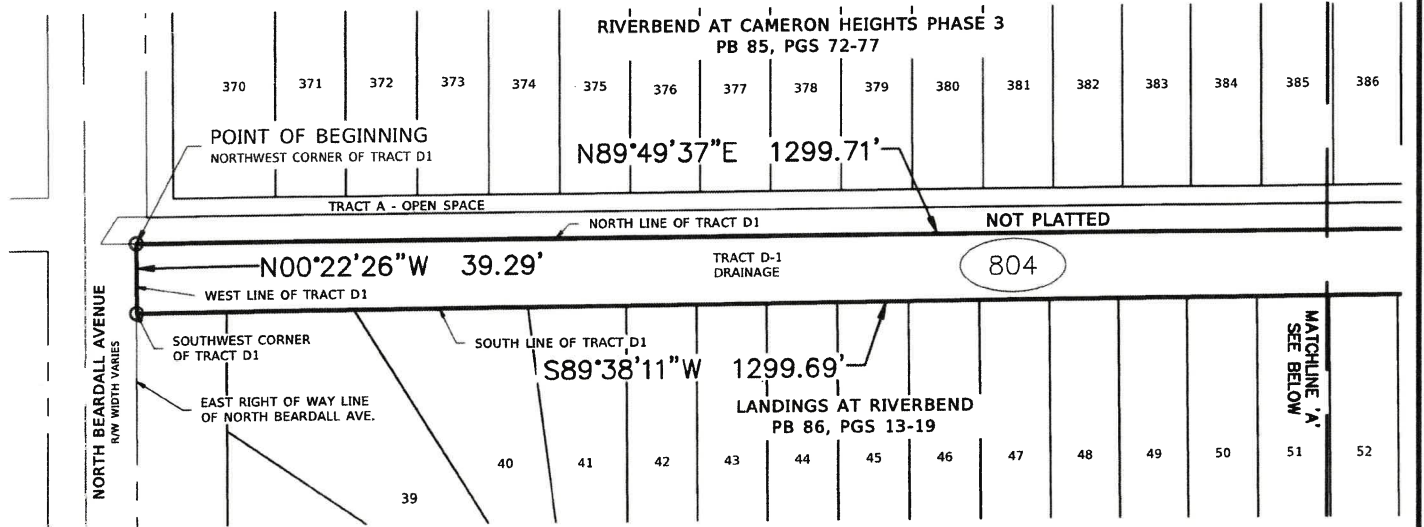 RIVERBEND AT CAMERON HEIGHTS PHASE 3
PB 85, PGS 72-77
370
371
372
373
374
375
376
377
378
379
380
381
382
383
384
385
386
POINT OF BEGINNING
NORTHWEST CORNER OF TRACT D1
N89°49'37"E 1299.71'
TRACT A - OPEN SPACE
NORTH LINE OF TRACT D1
NOT PLATTED
N00°22'26"W 39.29'
TRACT D-1
DRAINAGE
804
WEST LINE OF TRACT D1
SOUTHWEST CORNER
OF TRACT D1
SOUTH LINE OF TRACT D1
S89°38'11"W 1299.69'
MATCHLINE 'A'
SEE BELOW
NORTH BEARDALL AVENUE
R/W WIDTH VARIES
EAST RIGHT OF WAY LINE
OF NORTH BEARDALL AVE.
LANDINGS AT RIVERBEND
PB 86, PGS 13-19
39
40
41
42
43
44
45
46
47
48
49
50
51
52